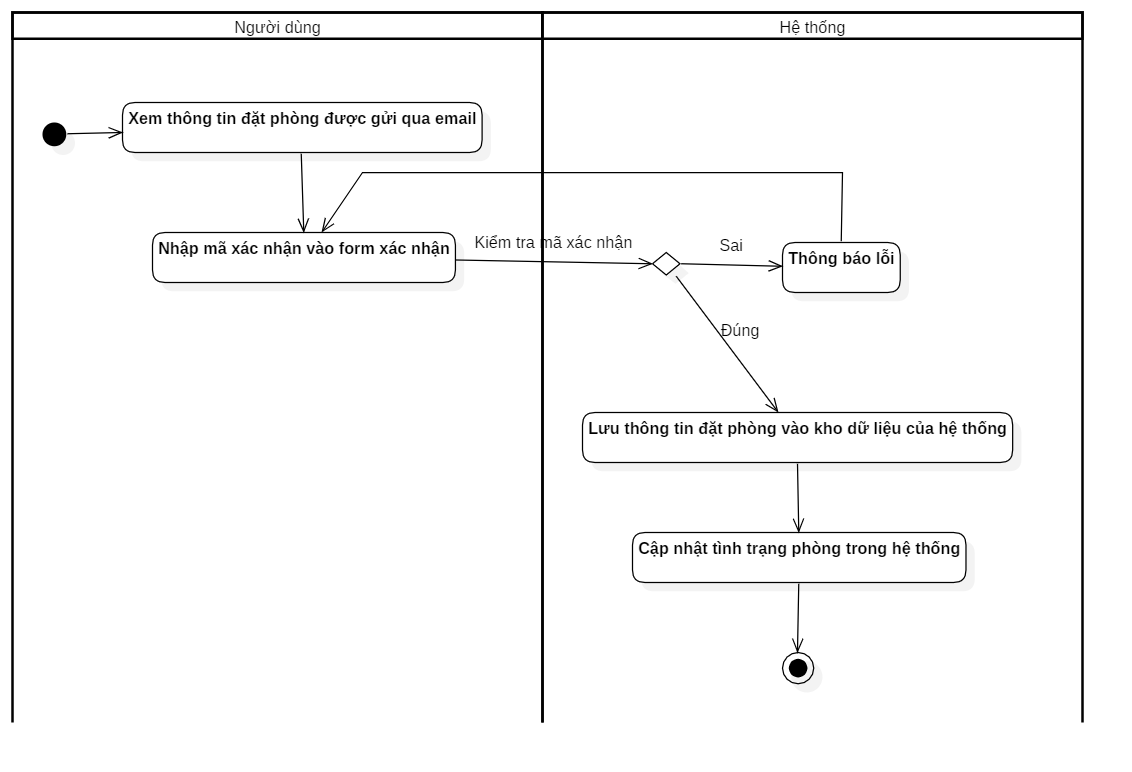 Người dùng
Hệ thống
Xem thông tin đặt phòng được gửi qua email
Nhập mã xác nhận vào form xác nhận
Kiểm tra mã xác nhận
Sai
Thông báo lỗi
Đúng
Lưu thông tin đặt phòng vào kho dữ liệu của hệ thống
Cập nhật tình trạng phòng trong hệ thống